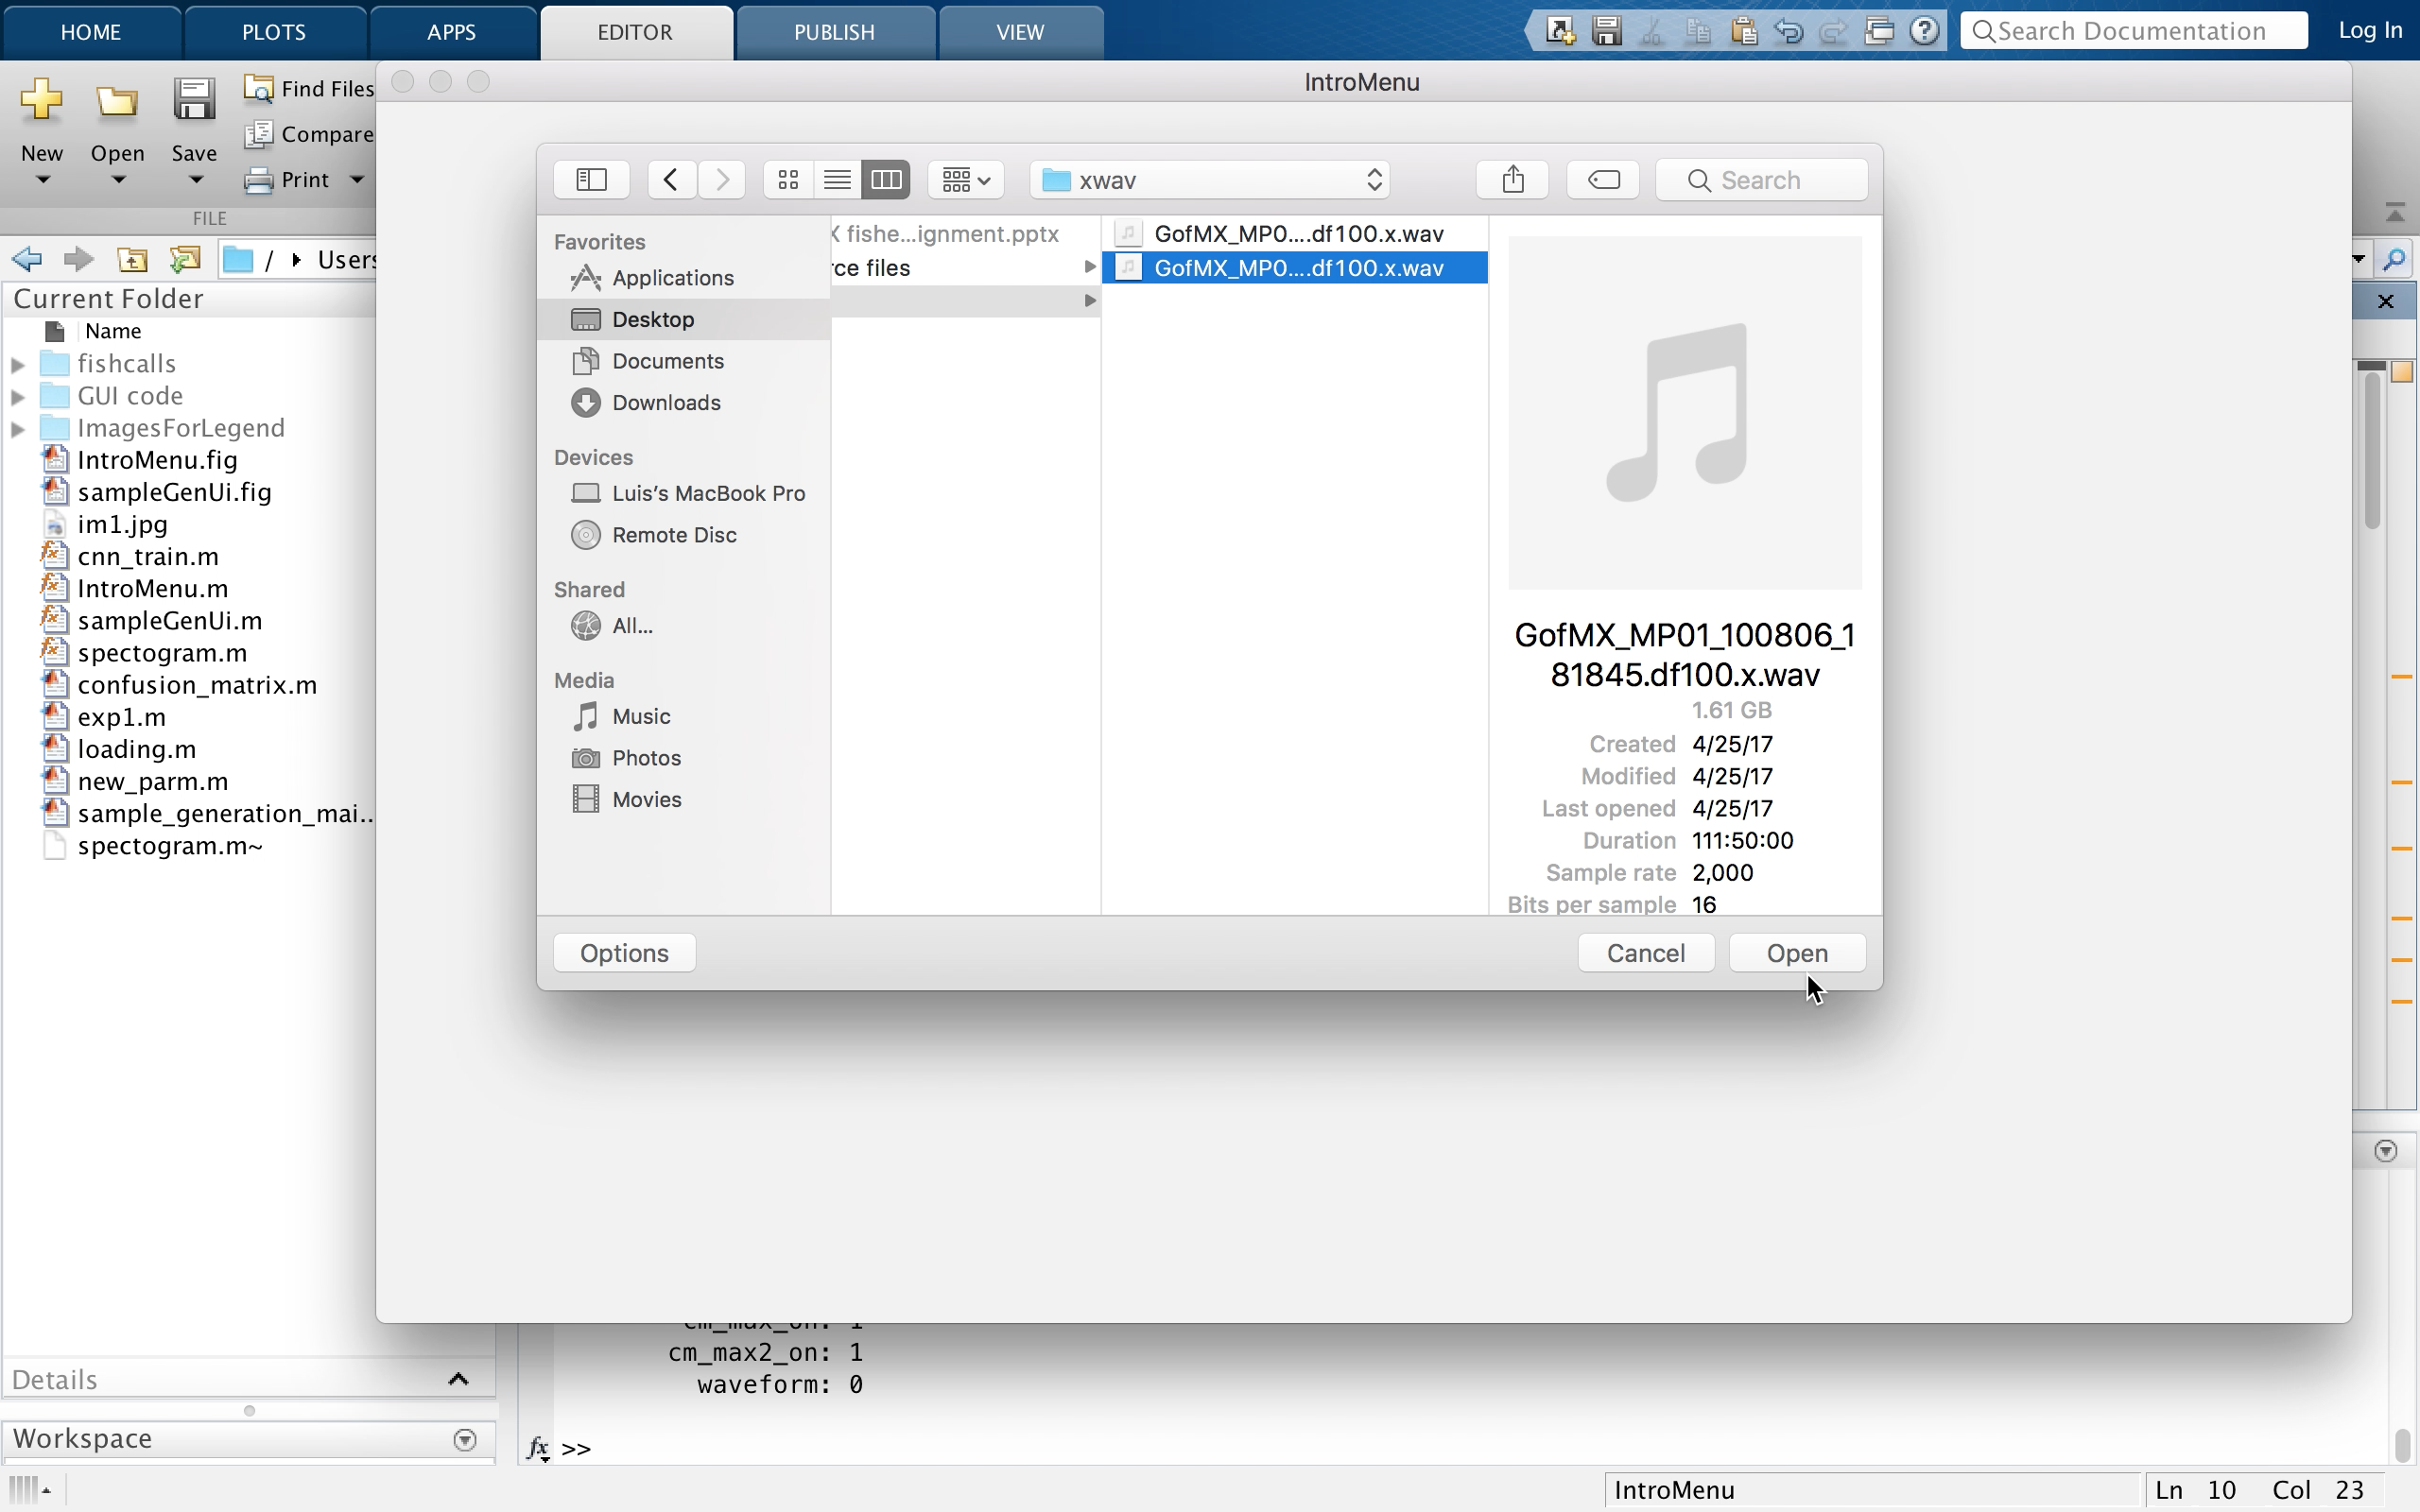 HOME PLOTS APPS EDITOR PUBLISH VIEW Search Documentation Log In
New Open Save Find Files
Compare
Print
FILE
IntroMenu
/ Users
Current Folder
Name
fishcalls
GUI code
ImagesForLegend
IntroMenu.fig
sampleGenUi.fig
im1.jpg
cnn_train.m
IntroMenu.m
sampleGenUi.m
spectogram.m
confusion_matrix.m
exp1.m
loading.m
new_parm.m
sample_generation_mai...
spectogram.m~
Details
Workspace
xwav Search
Favorites
Applications
Desktop
Documents
Downloads
Devices
Luis's MacBook Pro
Remote Disc
Shared
All...
Media
Music
Photos
Movies
X fishe...ignment.pptx
rce files
GofMX_MP0....df100.x.wav
GofMX_MP0....df100.x.wav
GofMX_MP01_100806_1
81845.df100.x.wav
1.61 GB
Created 4/25/17
Modified 4/25/17
Last opened 4/25/17
Duration 111:50:00
Sample rate 2,000
Bits per sample 16
Options Cancel Open
cm_max_on: 1
cm_max2_on: 1
waveform: 0
fx >>
IntroMenu Ln 10 Col 23